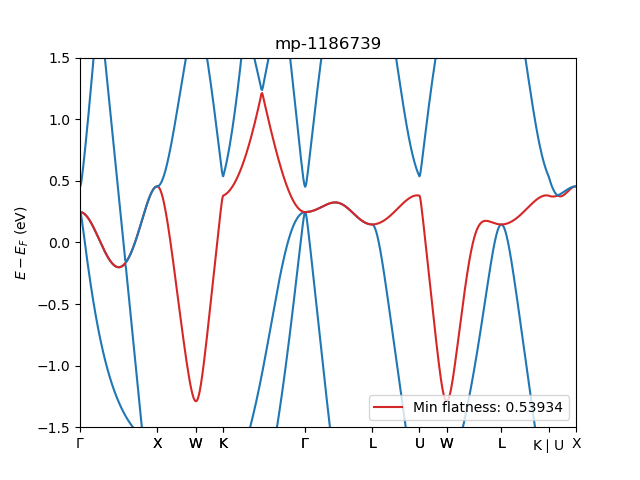 mp-1186739
E − E_F (eV)
1.5
1.0
0.5
0.0
−0.5
−1.0
−1.5
Min flatness: 0.53934
Γ X W K Γ L U W L K | U X